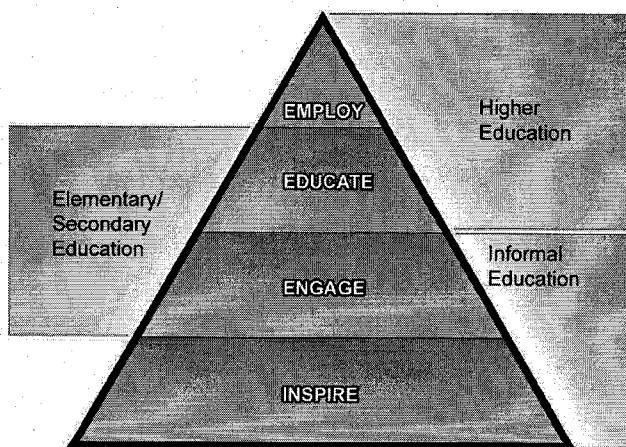 EMPLOY
Higher
Education
EDUCATE
Elementary/
Secondary
Education
Informal
Education
ENGAGE
INSPIRE